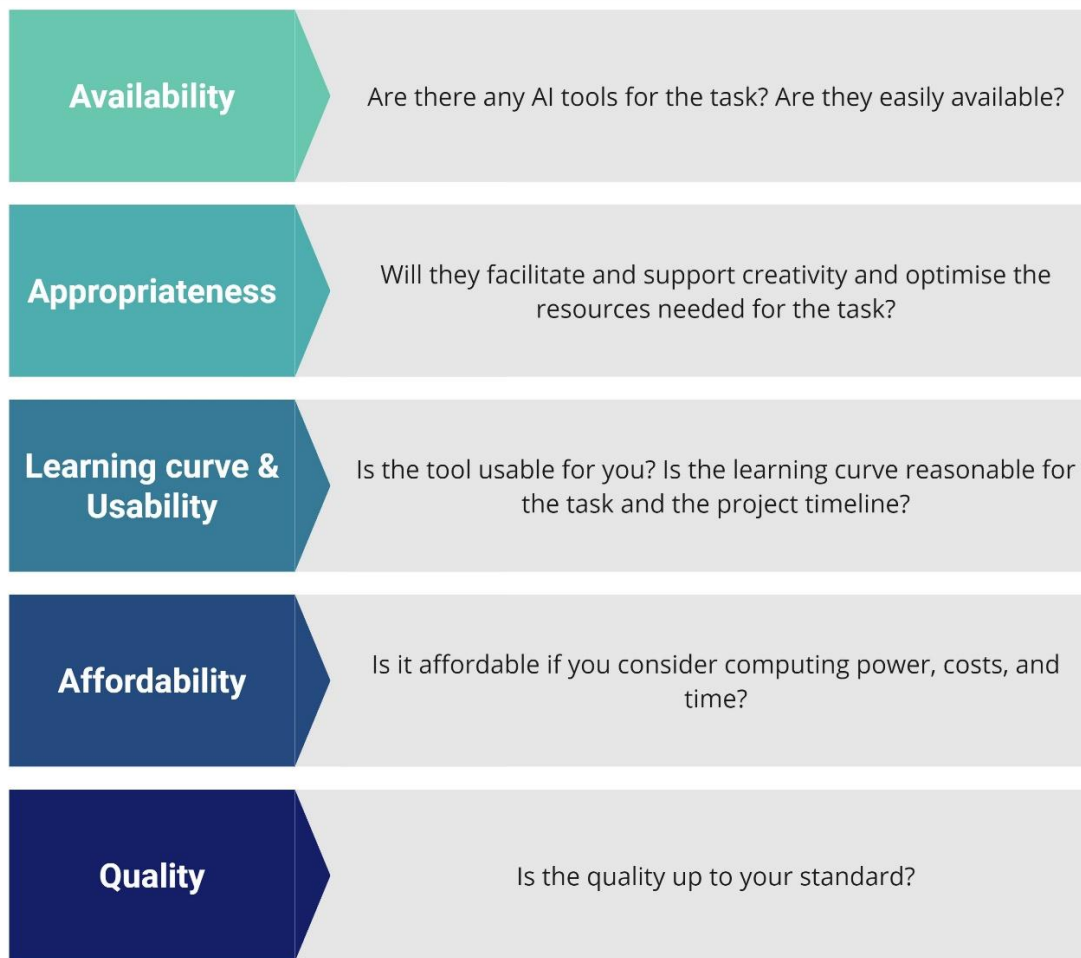 Availability
Are there any AI tools for the task? Are they easily available?
Appropriateness
Will they facilitate and support creativity and optimise the
resources needed for the task?
Learning curve &
Usability
Is the tool usable for you? Is the learning curve reasonable for
the task and the project timeline?
Affordability
Is it affordable if you consider computing power, costs, and
time?
Quality
Is the quality up to your standard?